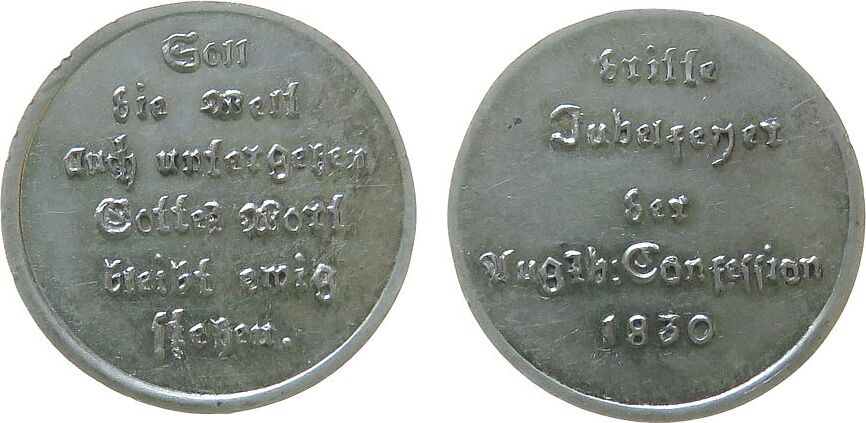 Soll
die Welt
auch untergehen
Gottes Wort
bleibt ewig
stehen.
dritte
Jubelfeyer
der
Augsb: Confession
1830